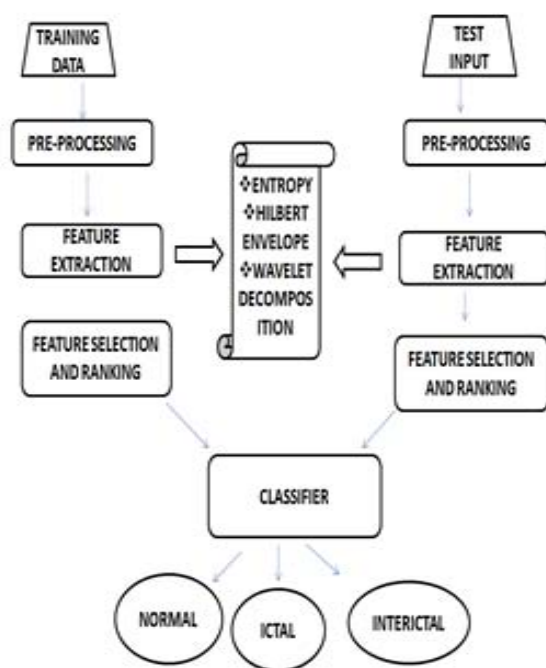 TRAINING
DATA
TEST
INPUT
PRE-PROCESSING
PRE-PROCESSING
❖ENTROPY
❖HILBERT
ENVELOPE
❖WAVELET
DECOMPOS
ITION
FEATURE
EXTRACTION
FEATURE
EXTRACTION
FEATURE SELECTION
AND RANKING
FEATURE SELECTION
AND RANKING
CLASSIFIER
NORMAL
ICTAL
INTERICTAL